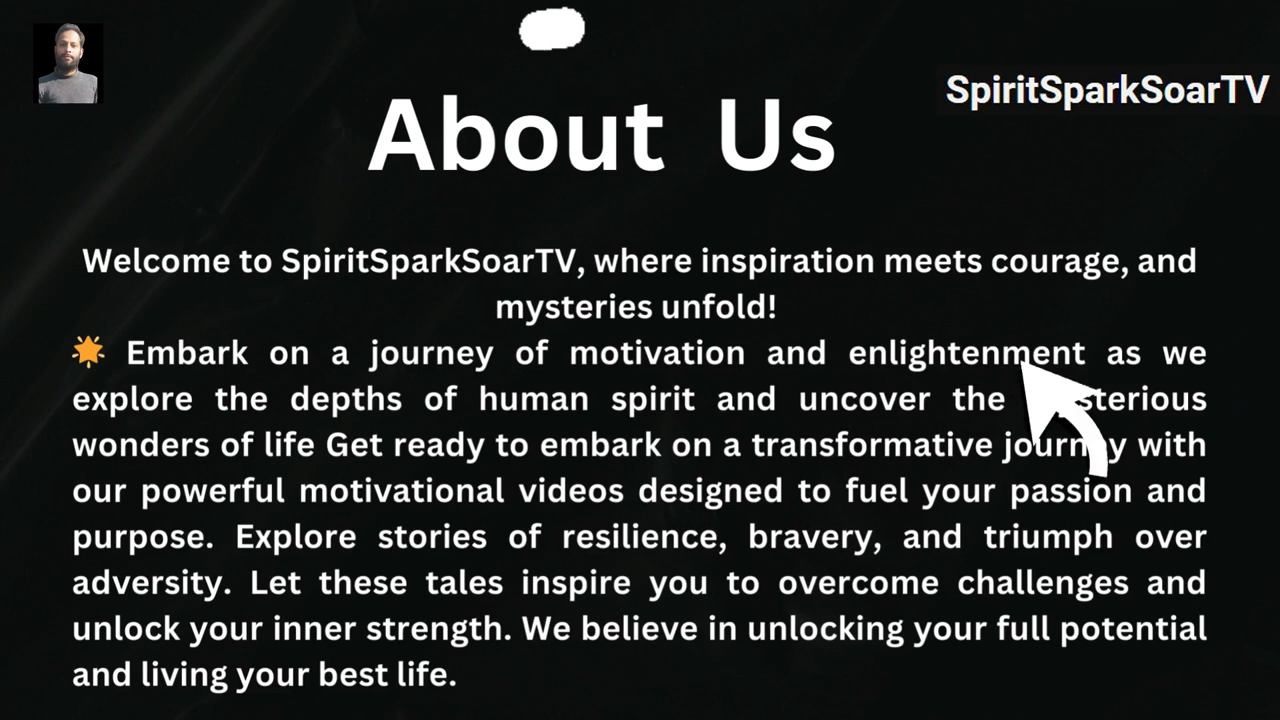 SpiritSparkSoarTV
About Us
Welcome to SpiritSparkSoarTV, where inspiration meets courage, and
mysteries unfold!
🌟 Embark on a journey of motivation and enlightenment as we
explore the depths of human spirit and uncover the mysterious
wonders of life Get ready to embark on a transformative journey with
our powerful motivational videos designed to fuel your passion and
purpose. Explore stories of resilience, bravery, and triumph over
adversity. Let these tales inspire you to overcome challenges and
unlock your inner strength. We believe in unlocking your full potential
and living your best life.